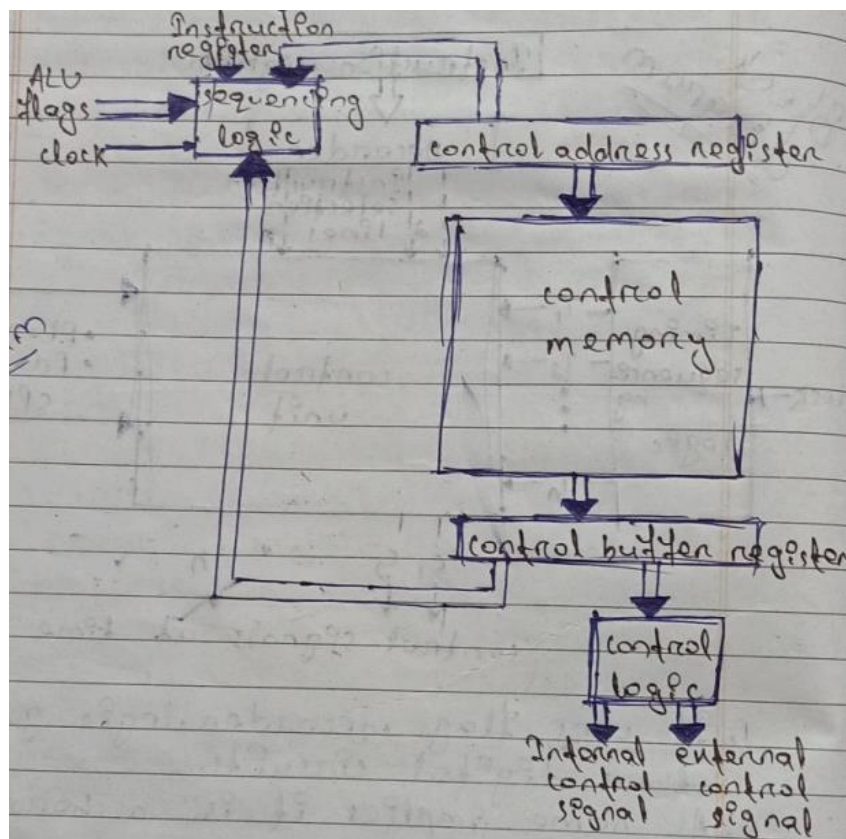 Instruction
register
ALU
flags
clock
sequencing
logic
control address register
control
memory
control buffer register
control
logic
Internal
control
signal
external
control
signal